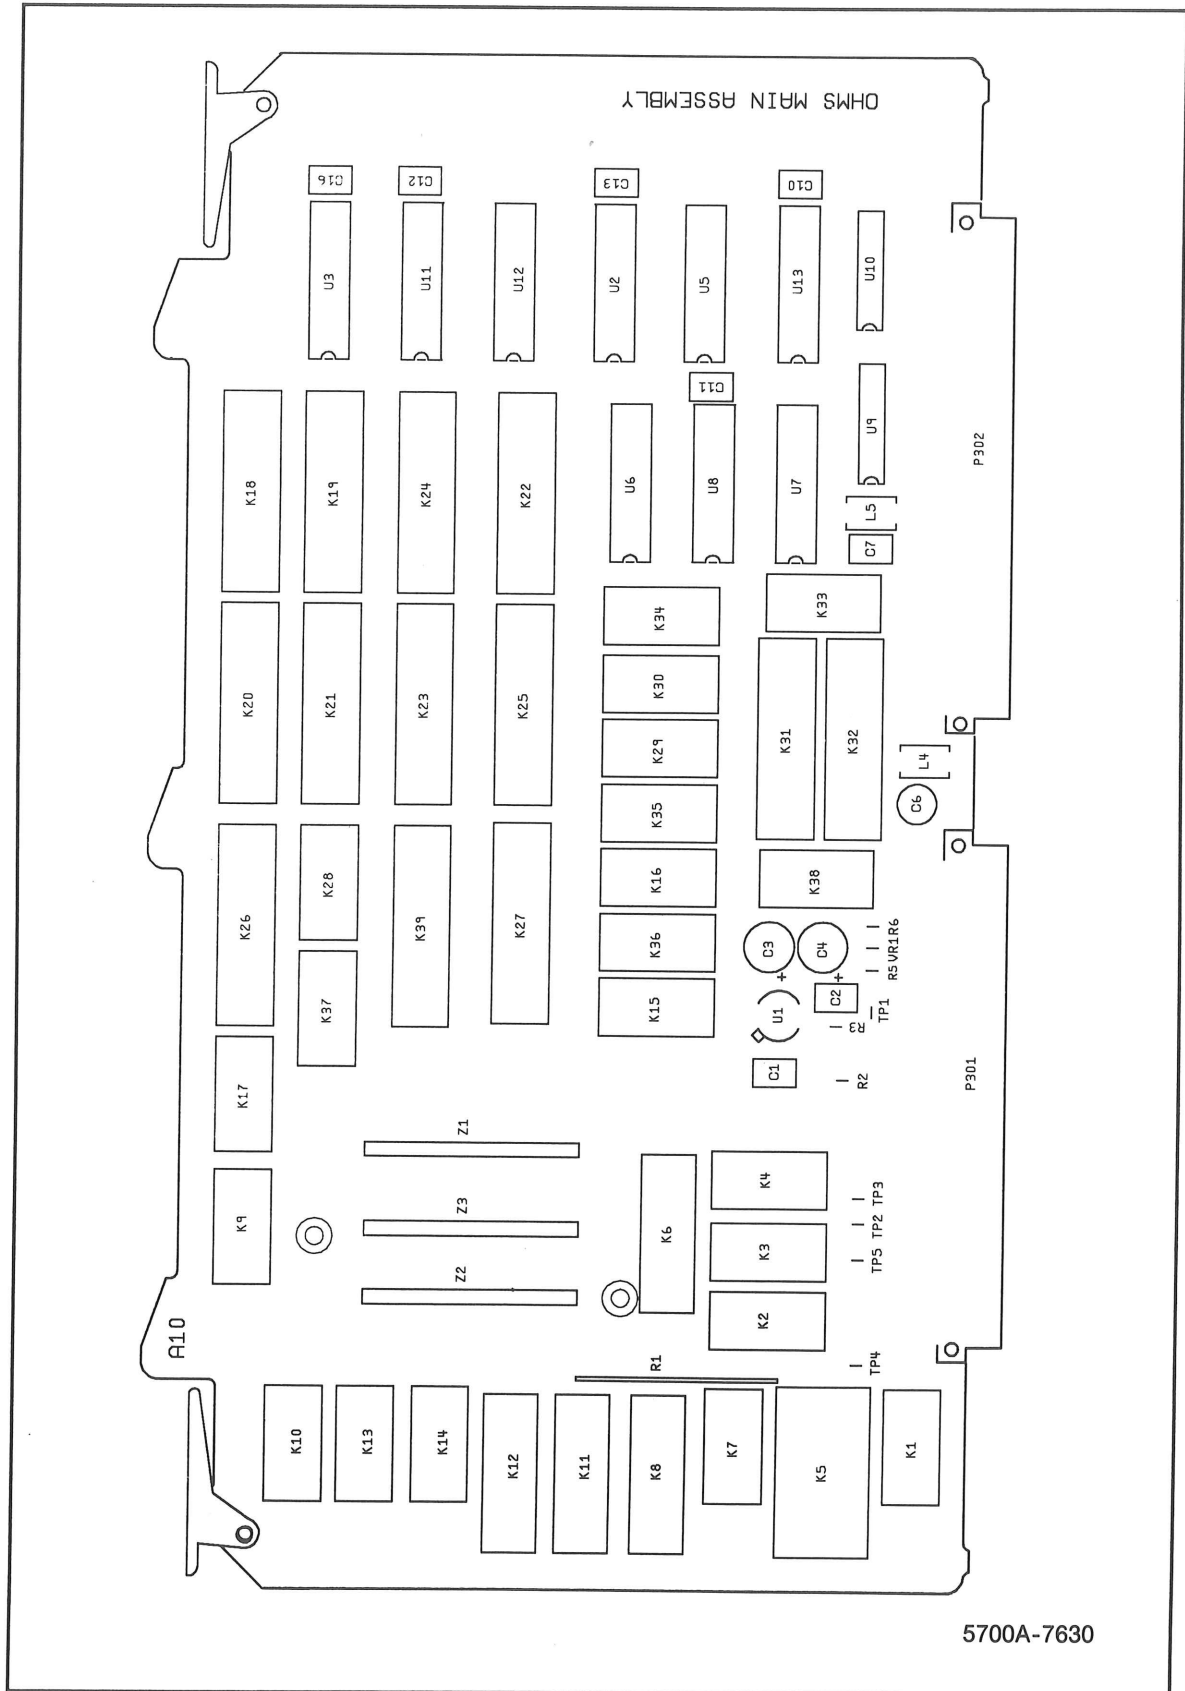 OHMS MAIN ASSEMBLY
C16
C12
C13
C10
U3
U11
U12
U2
U5
U13
U10
C11
K18
K19
K24
K22
U6
U8
U7
U9
P302
L5
C7
K34
K33
K20
K21
K23
K25
K30
K29
K31
K32
L4
C6
K35
K16
K38
K26
K28
K39
K27
K36
C3
C4
R5 VR1 R6
+
+
K37
K15
U1
C2
TP1
R3
C1
R2
P301
K17
Z1
K9
Z3
K6
K4
TP3
K3
TP2
TP5
Z2
K2
A10
R1
TP4
K10
K13
K14
K12
K11
K8
K7
K5
K1
5700A-7630